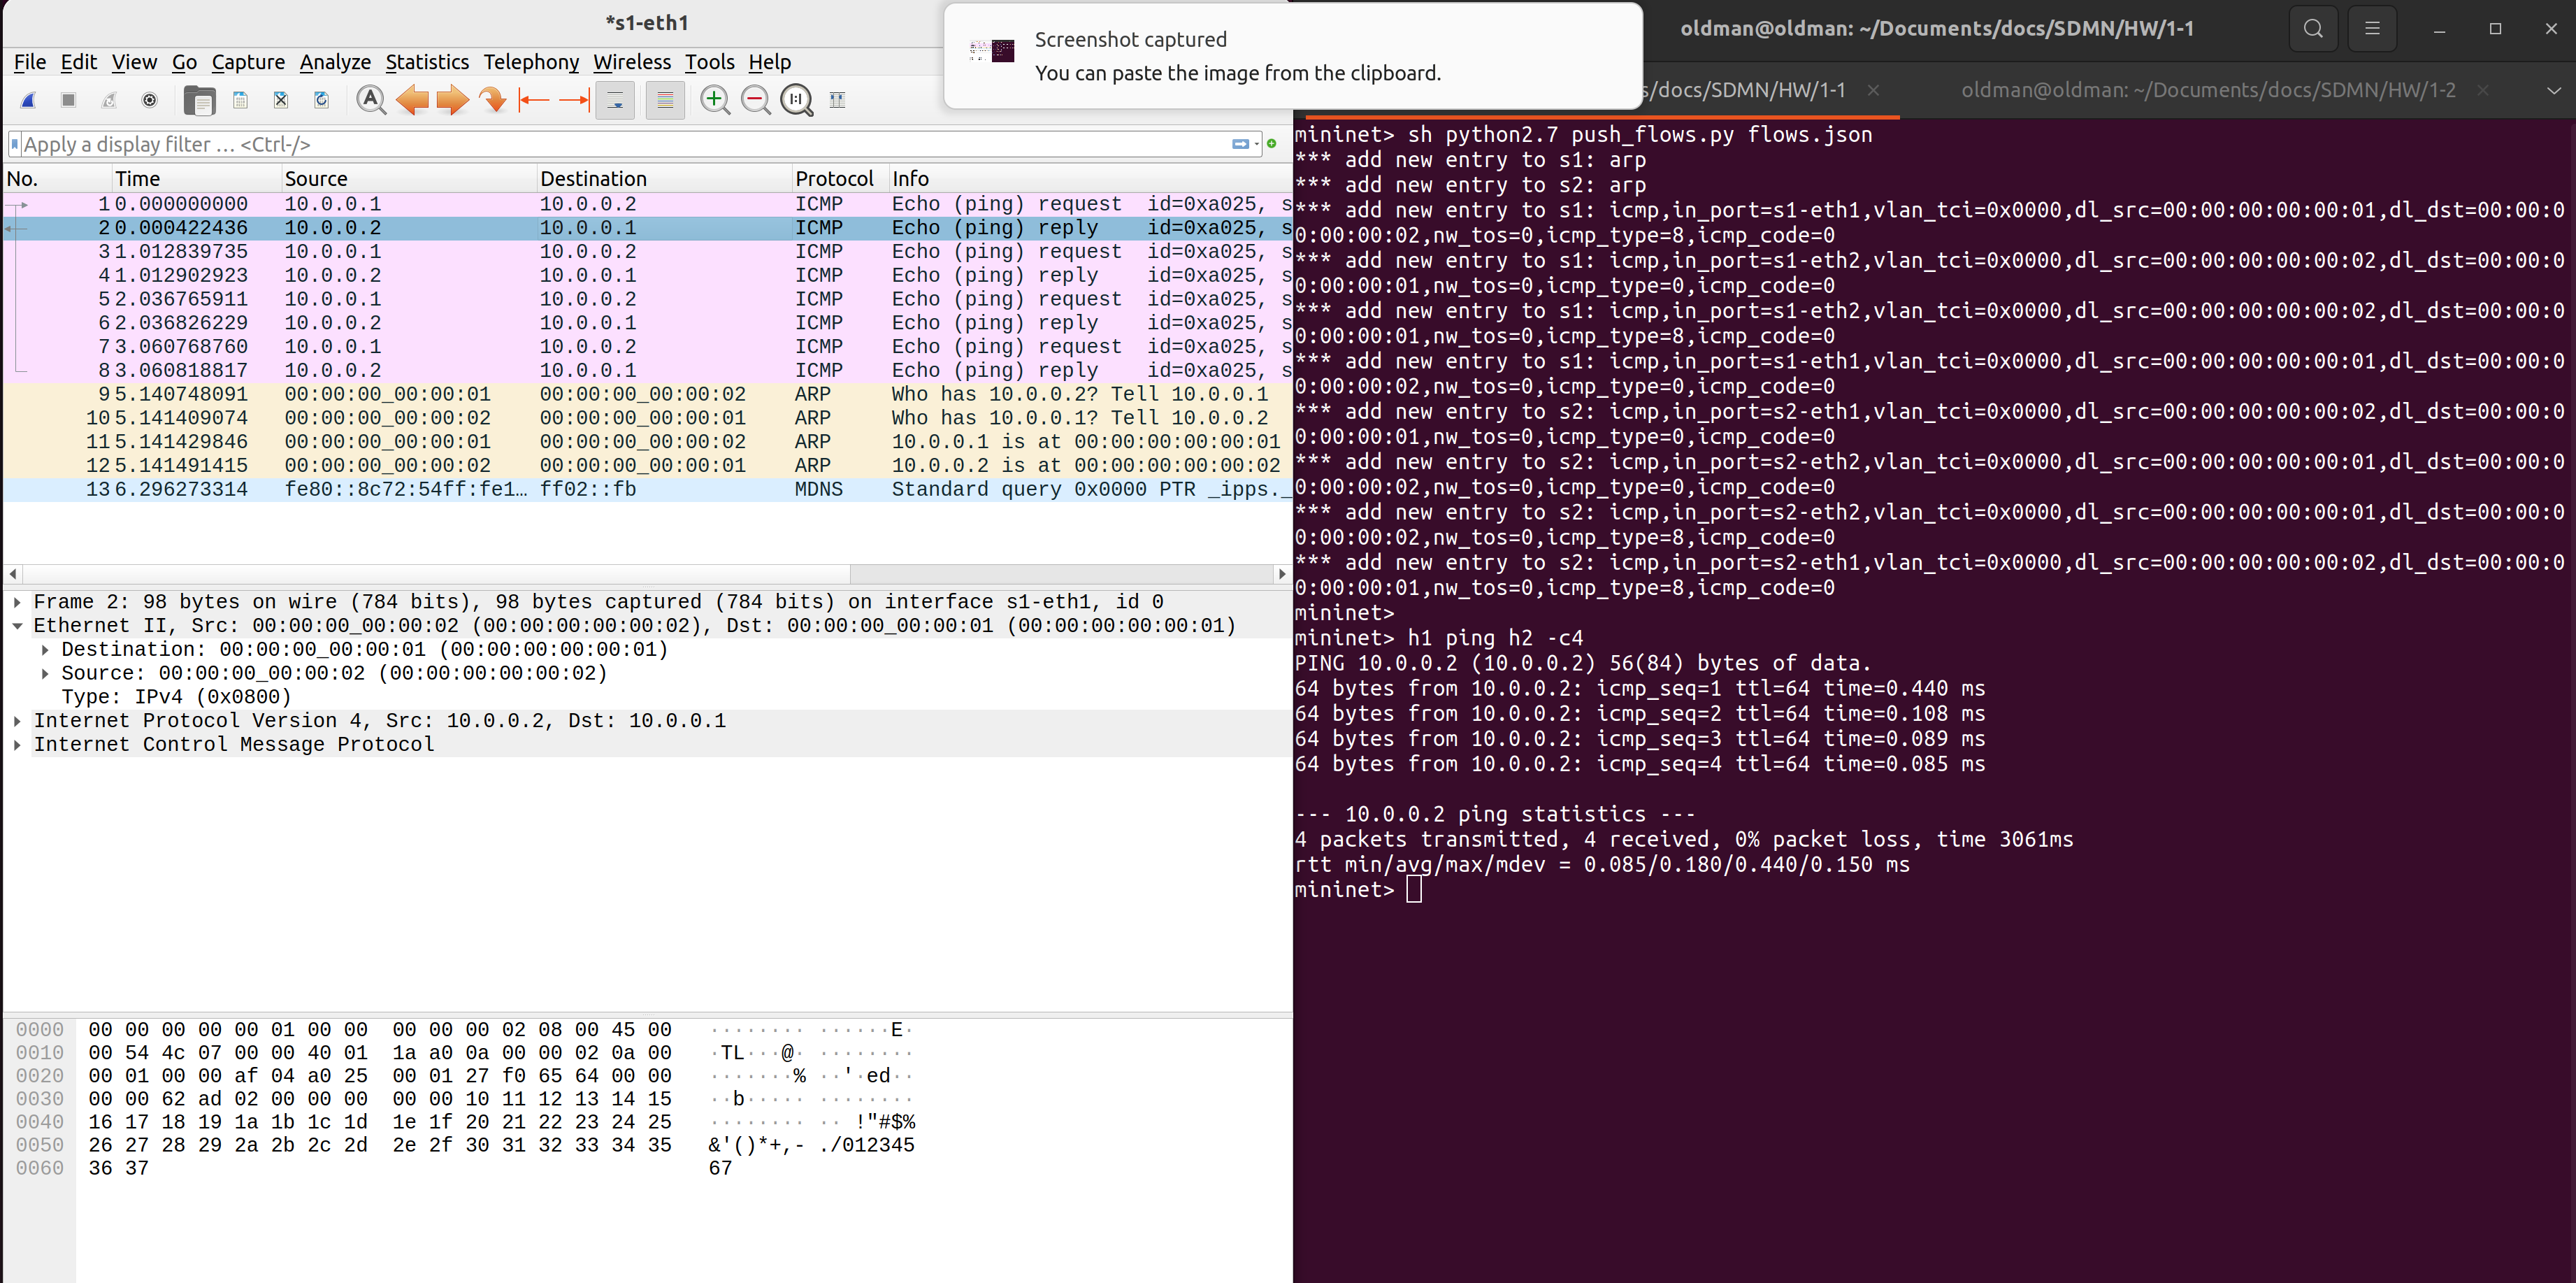 *s1-eth1
File Edit View Go Capture Analyze Statistics Telephony Wireless Tools Help
Apply a display filter … <Ctrl-/>
No. Time Source Destination Protocol Info
1 0.000000000 10.0.0.1 10.0.0.2 ICMP Echo (ping) request id=0xa025, s
2 0.000422436 10.0.0.2 10.0.0.1 ICMP Echo (ping) reply id=0xa025, s
3 1.012839735 10.0.0.1 10.0.0.2 ICMP Echo (ping) request id=0xa025, s
4 1.012902923 10.0.0.2 10.0.0.1 ICMP Echo (ping) reply id=0xa025, s
5 2.036765911 10.0.0.1 10.0.0.2 ICMP Echo (ping) request id=0xa025, s
6 2.036826229 10.0.0.2 10.0.0.1 ICMP Echo (ping) reply id=0xa025, s
7 3.060768760 10.0.0.1 10.0.0.2 ICMP Echo (ping) request id=0xa025, s
8 3.060818817 10.0.0.2 10.0.0.1 ICMP Echo (ping) reply id=0xa025, s
9 5.140748091 00:00:00_00:00:01 00:00:00_00:00:02 ARP Who has 10.0.0.2? Tell 10.0.0.1
10 5.141409074 00:00:00_00:00:02 00:00:00_00:00:01 ARP Who has 10.0.0.1? Tell 10.0.0.2
11 5.141429846 00:00:00_00:00:01 00:00:00_00:00:02 ARP 10.0.0.1 is at 00:00:00:00:00:01
12 5.141491415 00:00:00_00:00:02 00:00:00_00:00:01 ARP 10.0.0.2 is at 00:00:00:00:00:02
13 6.296273314 fe80::8c72:54ff:fe1… ff02::fb MDNS Standard query 0x0000 PTR _ipps._
Frame 2: 98 bytes on wire (784 bits), 98 bytes captured (784 bits) on interface s1-eth1, id 0
Ethernet II, Src: 00:00:00_00:00:02 (00:00:00:00:00:02), Dst: 00:00:00_00:00:01 (00:00:00:00:00:01)
Destination: 00:00:00_00:00:01 (00:00:00:00:00:01)
Source: 00:00:00_00:00:02 (00:00:00:00:00:02)
Type: IPv4 (0x0800)
Internet Protocol Version 4, Src: 10.0.0.2, Dst: 10.0.0.1
Internet Control Message Protocol
0000 00 00 00 00 00 01 00 00 00 00 00 02 08 00 45 00 ········ ······E·
0010 00 54 4c 07 00 00 40 01 1a a0 0a 00 00 02 0a 00 ·TL···@· ········
0020 00 01 00 00 af 04 a0 25 00 01 27 f0 65 64 00 00 ·······% ··'·ed··
0030 00 00 62 ad 02 00 00 00 00 00 10 11 12 13 14 15 ··b····· ········
0040 16 17 18 19 1a 1b 1c 1d 1e 1f 20 21 22 23 24 25 ········ ·· !"#$%
0050 26 27 28 29 2a 2b 2c 2d 2e 2f 30 31 32 33 34 35 &'()*+,- ./012345
0060 36 37 67
Screenshot captured
You can paste the image from the clipboard.
oldman@oldman: ~/Documents/docs/SDMN/HW/1-1
s/docs/SDMN/HW/1-1
oldman@oldman: ~/Documents/docs/SDMN/HW/1-2
mininet> sh python2.7 push_flows.py flows.json
*** add new entry to s1: arp
*** add new entry to s2: arp
*** add new entry to s1: icmp,in_port=s1-eth1,vlan_tci=0x0000,dl_src=00:00:00:00:00:01,dl_dst=00:00:0
0:00:00:02,nw_tos=0,icmp_type=8,icmp_code=0
*** add new entry to s1: icmp,in_port=s1-eth2,vlan_tci=0x0000,dl_src=00:00:00:00:00:02,dl_dst=00:00:0
0:00:00:01,nw_tos=0,icmp_type=0,icmp_code=0
*** add new entry to s1: icmp,in_port=s1-eth2,vlan_tci=0x0000,dl_src=00:00:00:00:00:02,dl_dst=00:00:0
0:00:00:01,nw_tos=0,icmp_type=8,icmp_code=0
*** add new entry to s1: icmp,in_port=s1-eth1,vlan_tci=0x0000,dl_src=00:00:00:00:00:01,dl_dst=00:00:0
0:00:00:02,nw_tos=0,icmp_type=0,icmp_code=0
*** add new entry to s2: icmp,in_port=s2-eth1,vlan_tci=0x0000,dl_src=00:00:00:00:00:02,dl_dst=00:00:0
0:00:00:01,nw_tos=0,icmp_type=0,icmp_code=0
*** add new entry to s2: icmp,in_port=s2-eth2,vlan_tci=0x0000,dl_src=00:00:00:00:00:01,dl_dst=00:00:0
0:00:00:02,nw_tos=0,icmp_type=0,icmp_code=0
*** add new entry to s2: icmp,in_port=s2-eth2,vlan_tci=0x0000,dl_src=00:00:00:00:00:01,dl_dst=00:00:0
0:00:00:02,nw_tos=0,icmp_type=8,icmp_code=0
*** add new entry to s2: icmp,in_port=s2-eth1,vlan_tci=0x0000,dl_src=00:00:00:00:00:02,dl_dst=00:00:0
0:00:00:01,nw_tos=0,icmp_type=8,icmp_code=0
mininet>
mininet> h1 ping h2 -c4
PING 10.0.0.2 (10.0.0.2) 56(84) bytes of data.
64 bytes from 10.0.0.2: icmp_seq=1 ttl=64 time=0.440 ms
64 bytes from 10.0.0.2: icmp_seq=2 ttl=64 time=0.108 ms
64 bytes from 10.0.0.2: icmp_seq=3 ttl=64 time=0.089 ms
64 bytes from 10.0.0.2: icmp_seq=4 ttl=64 time=0.085 ms
--- 10.0.0.2 ping statistics ---
4 packets transmitted, 4 received, 0% packet loss, time 3061ms
rtt min/avg/max/mdev = 0.085/0.180/0.440/0.150 ms
mininet>